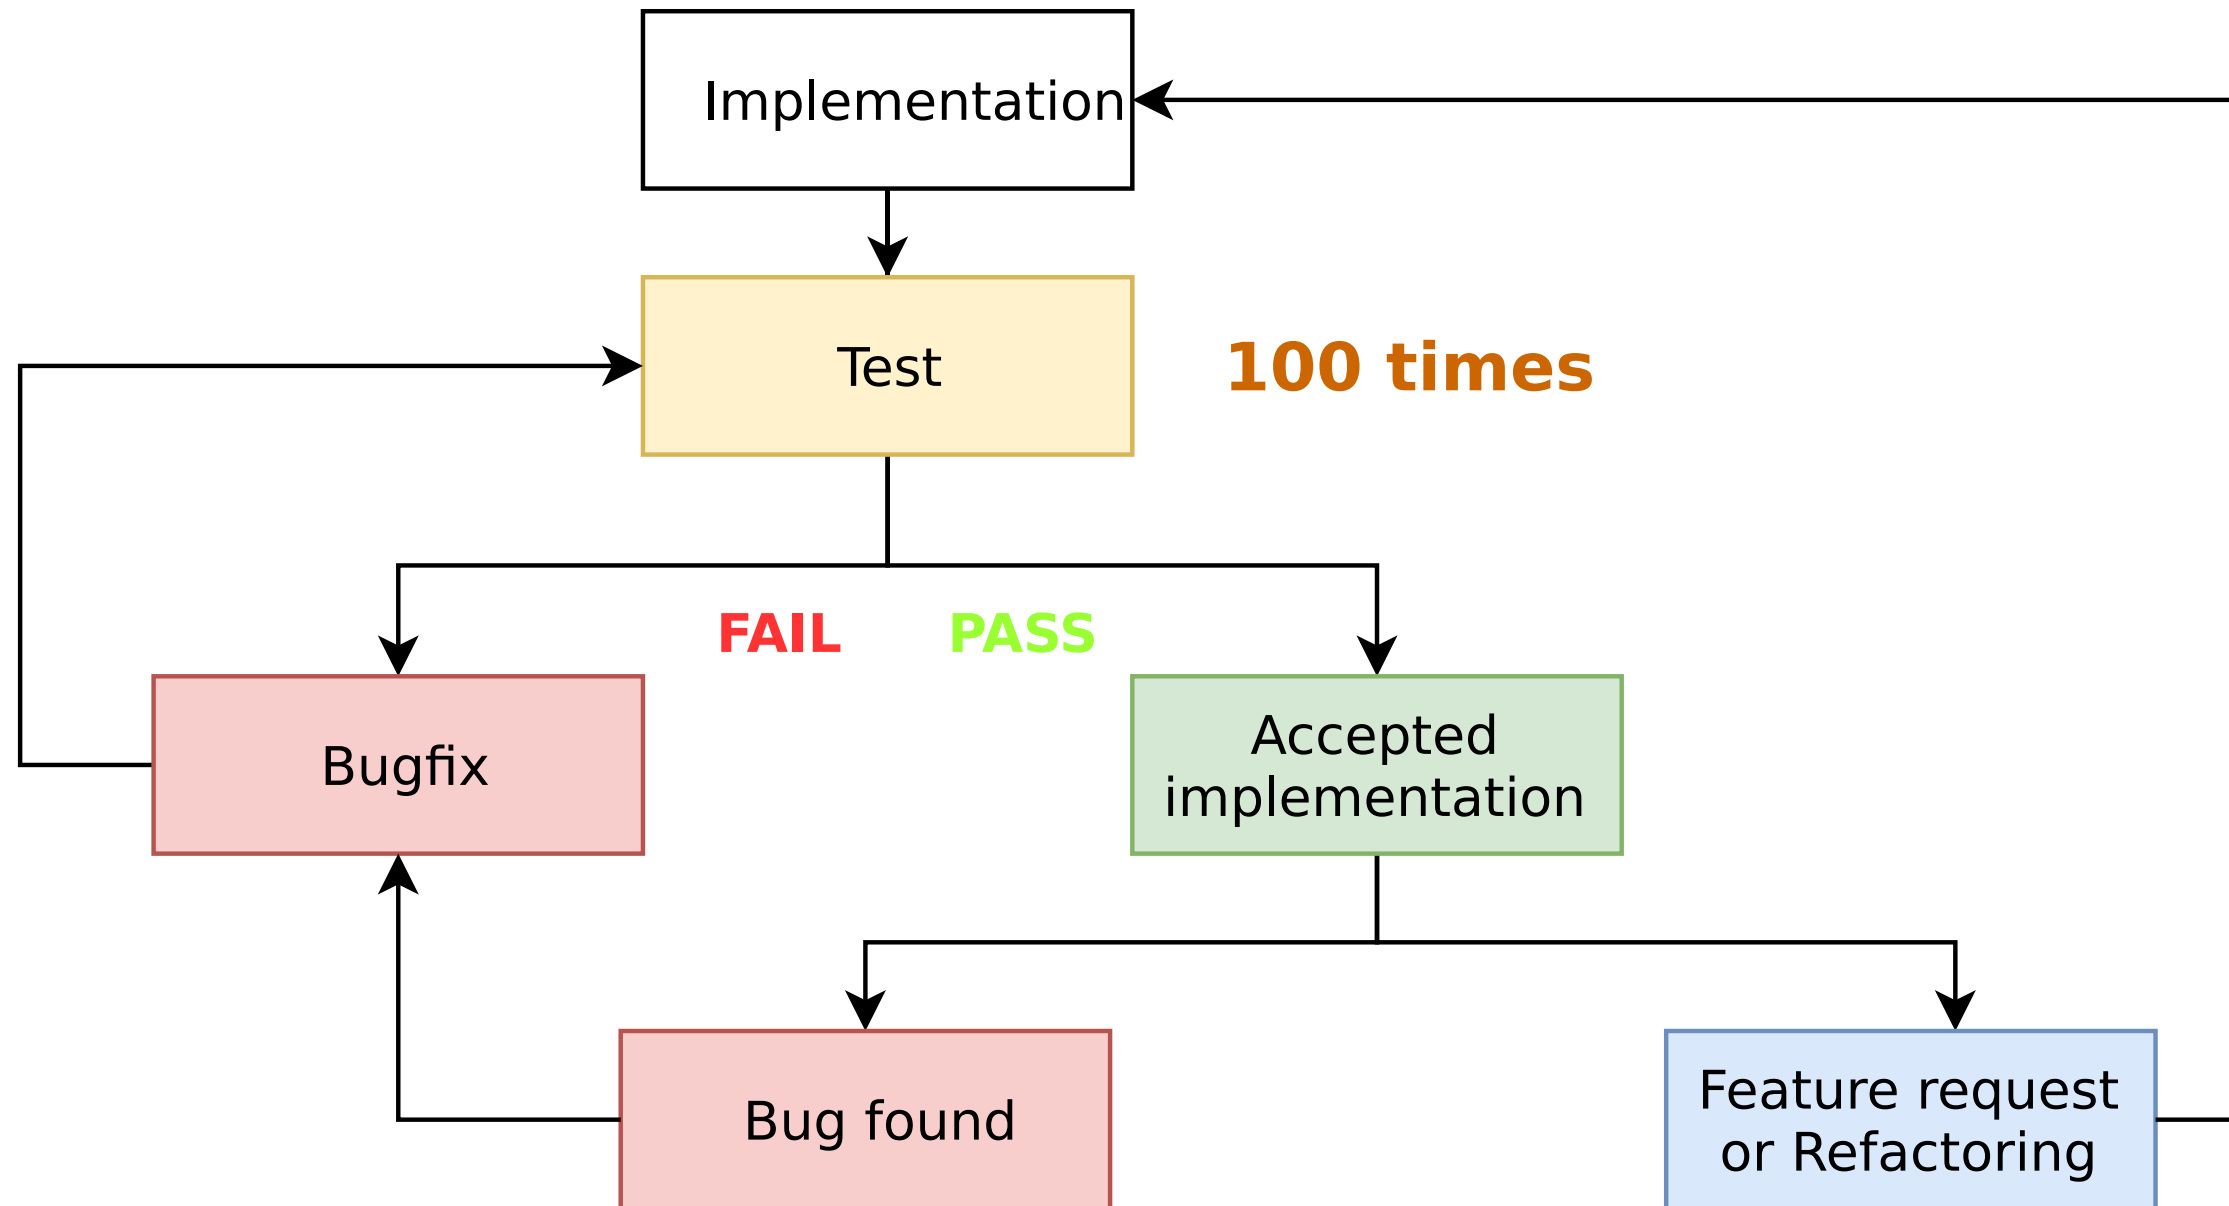 Implementation
Test
100 times
FAIL
PASS
Bugfix
Accepted
implementation
Bug found
Feature request
or Refactoring